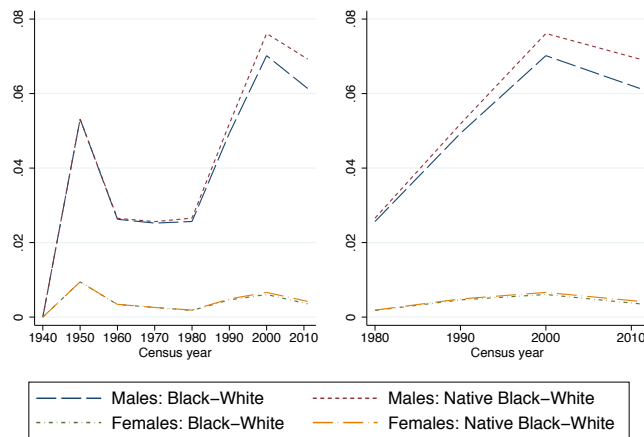 .08
.06
.04
.02
0
1940 1950 1960 1970 1980 1990 2000 2010
Census year
.08
.06
.04
.02
0
1980 1990 2000 2010
Census year
Males: Black−White
Males: Native Black−White
Females: Black−White
Females: Native Black−White